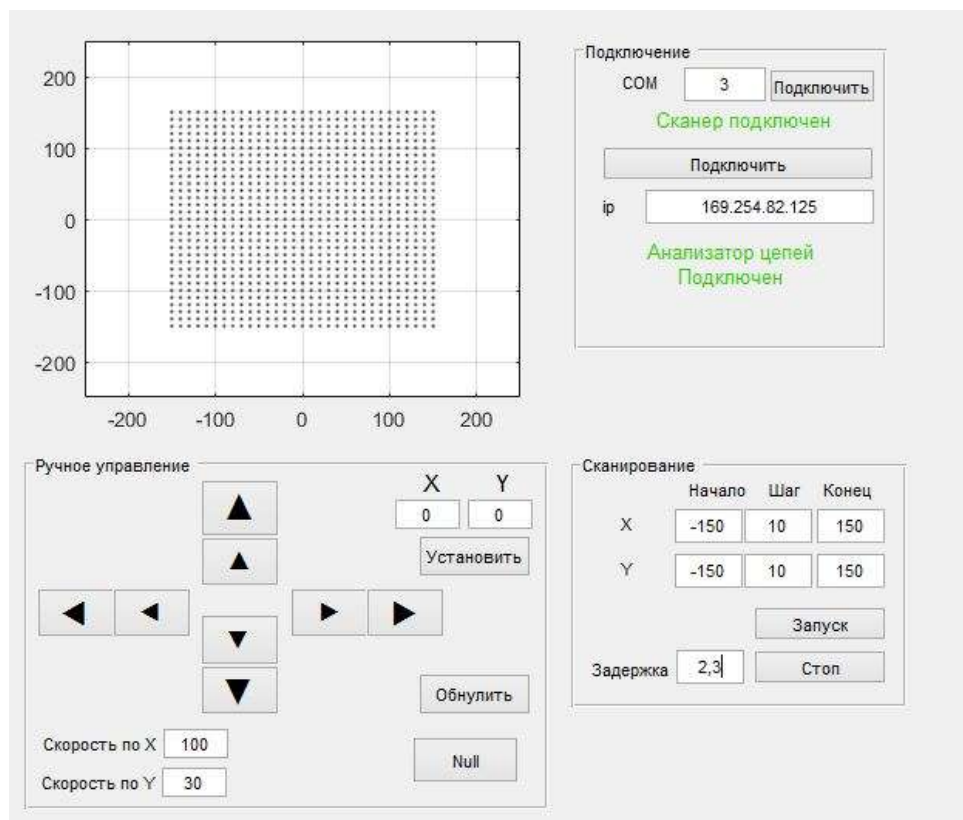 200
100
0
-100
-200
-200 -100 0 100 200
Подключение
COM 3 Подключить
Сканер подключен
Подключить
ip 169.254.82.125
Анализатор цепей
Подключен
Ручное управление
X Y
0 0
Установить
Обнулить
Скорость по X 100
Null
Скорость по Y 30
Сканирование
Начало Шаг Конец
X -150 10 150
Y -150 10 150
Запуск
Задержка 2,3 Стоп